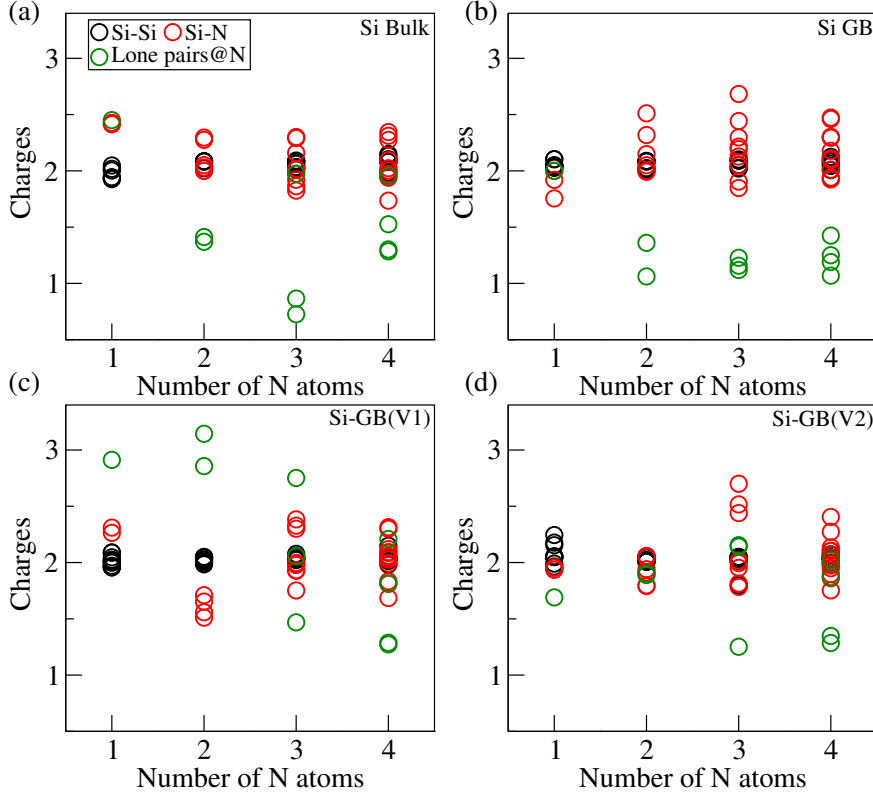 (a)
Si-Si Si-N
Lone pairs@N
Si Bulk
3
2
1
Charges
1 2 3 4
Number of N atoms
(b)
Si GB
3
2
1
Charges
1 2 3 4
Number of N atoms
(c)
Si-GB(V1)
3
2
1
Charges
1 2 3 4
Number of N atoms
(d)
Si-GB(V2)
3
2
1
Charges
1 2 3 4
Number of N atoms